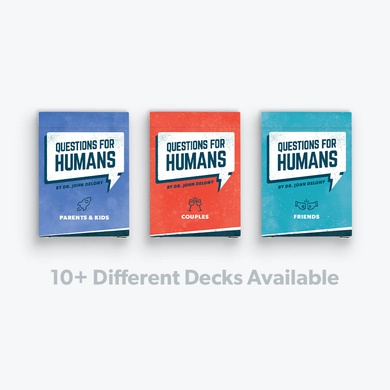 QUESTIONS FOR
HUMANS
BY DR. JOHN DELONY
PARENTS & KIDS
QUESTIONS FOR
HUMANS
BY DR. JOHN DELONY
COUPLES
QUESTIONS FOR
HUMANS
BY DR. JOHN DELONY
FRIENDS
10+ Different Decks Available